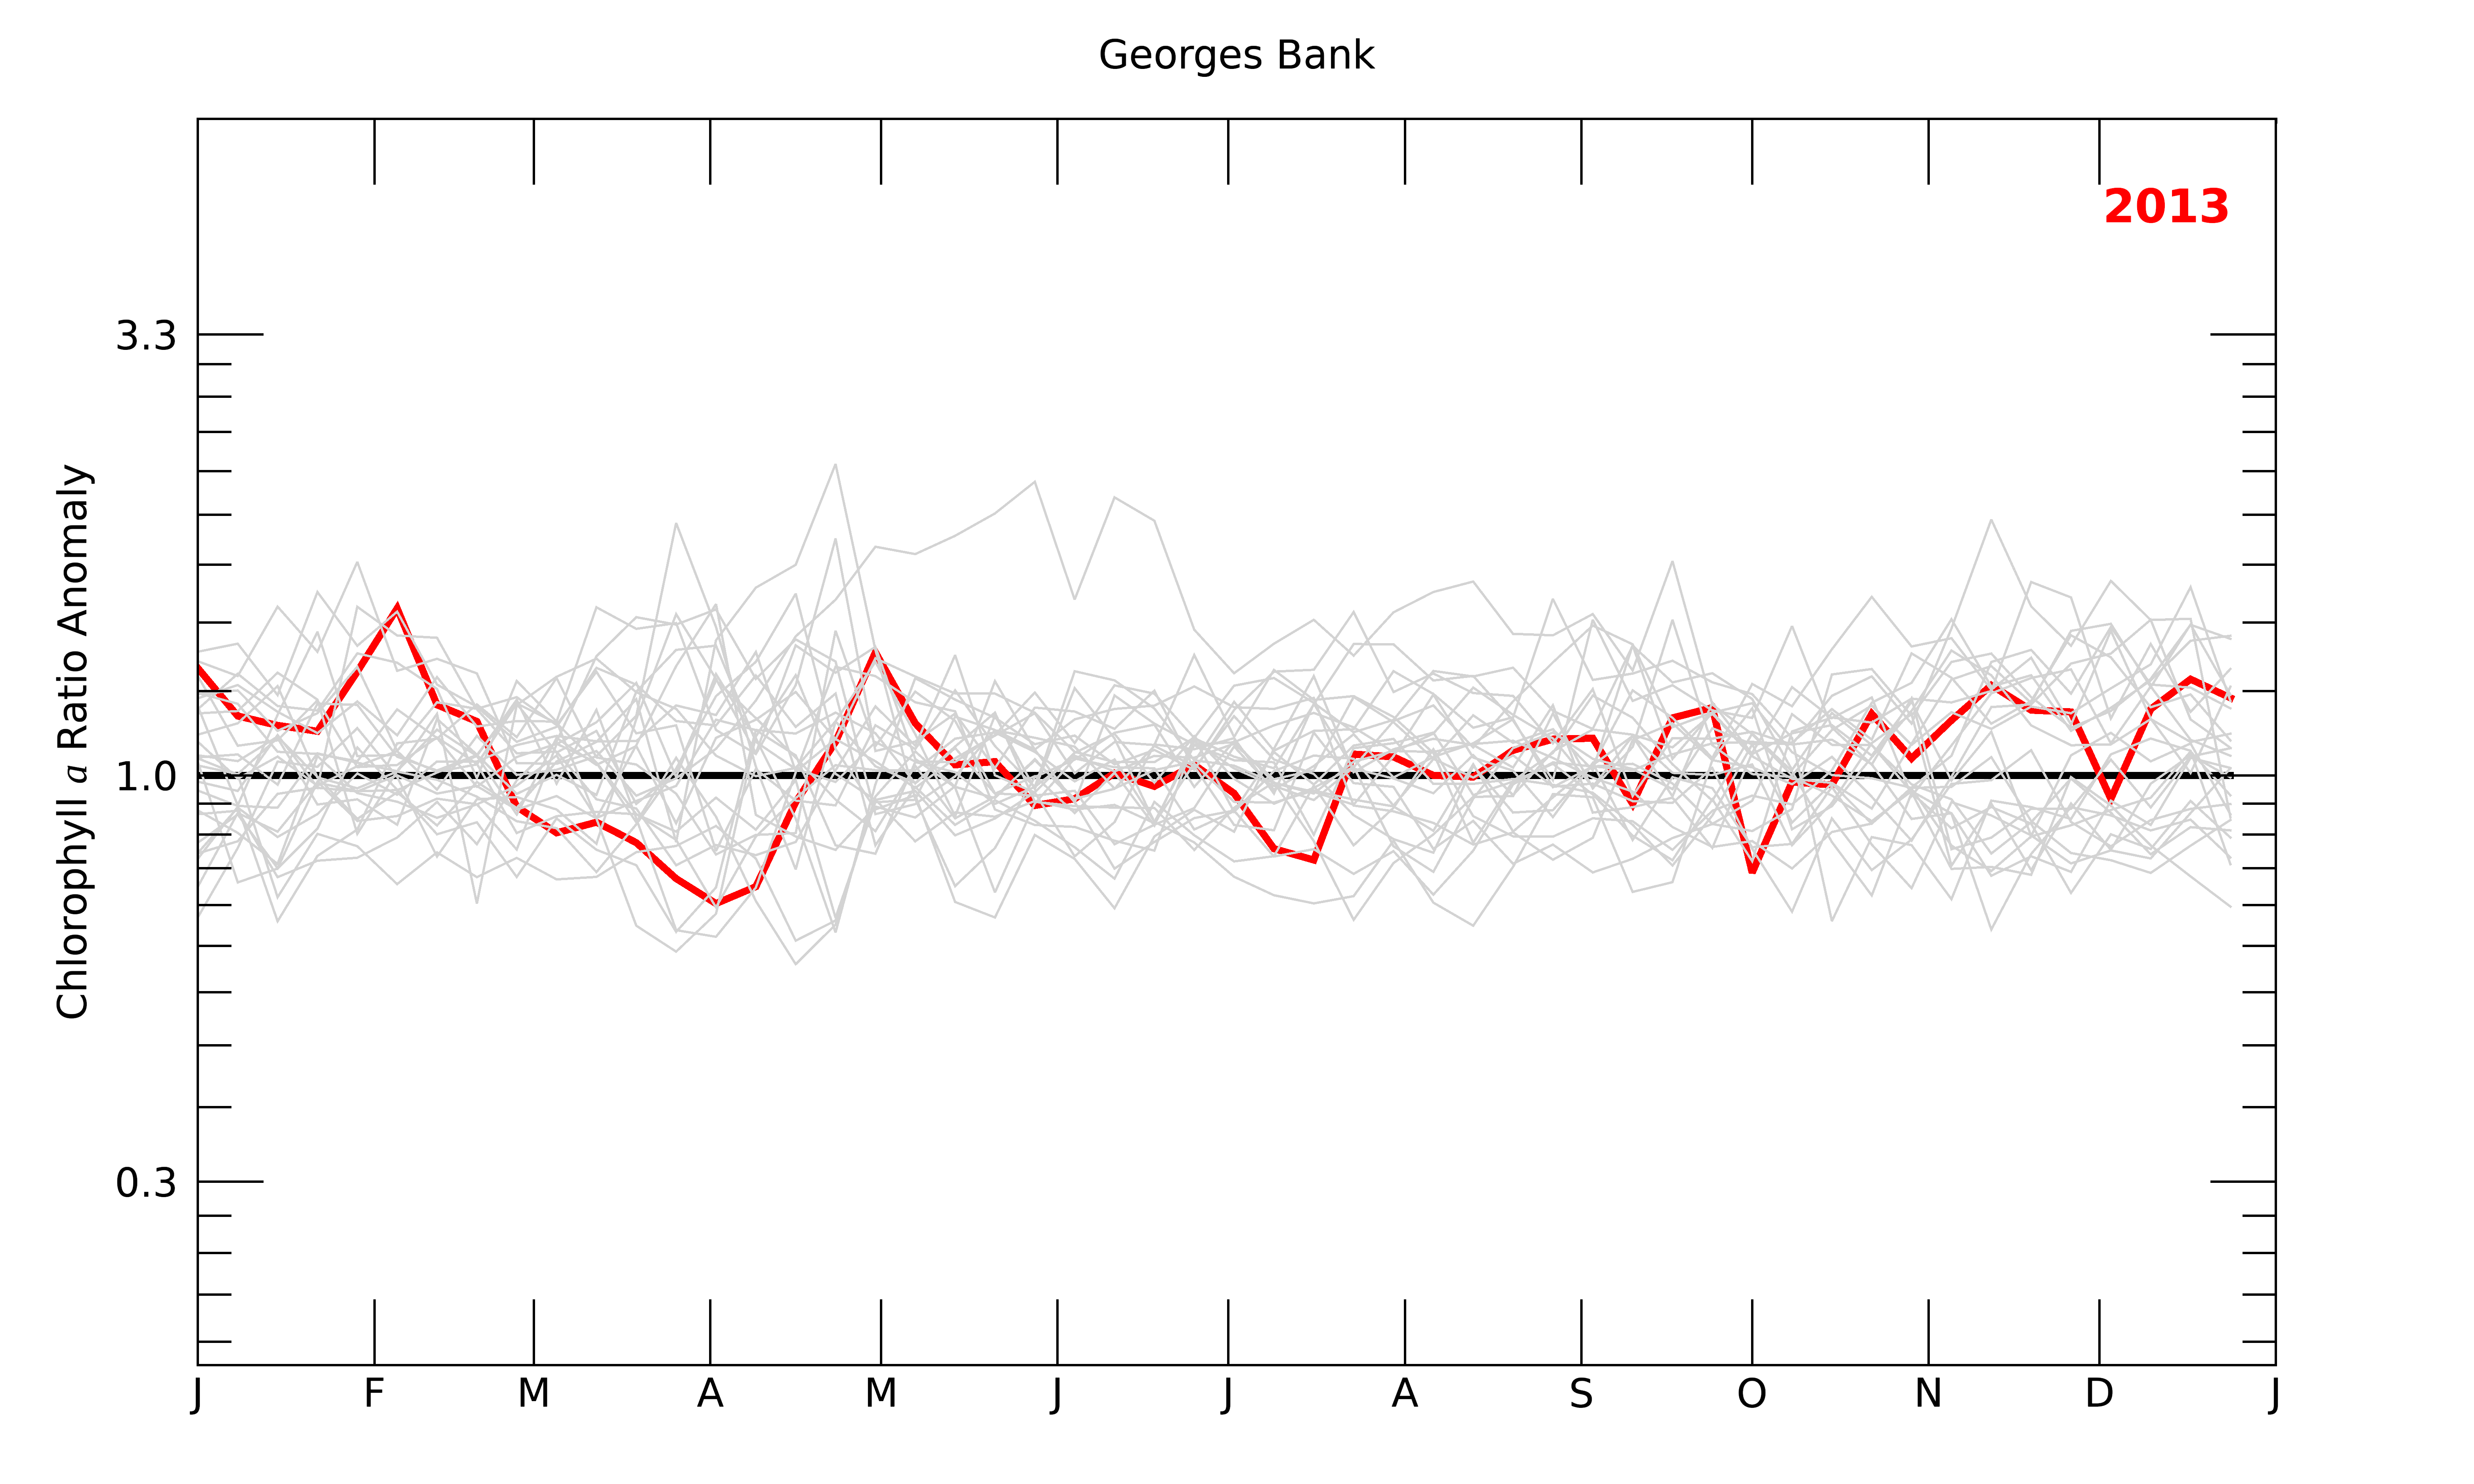 Georges Bank
2013
Chlorophyll a Ratio Anomaly
3.3
1.0
0.3
J F M A M J J A S O N D J